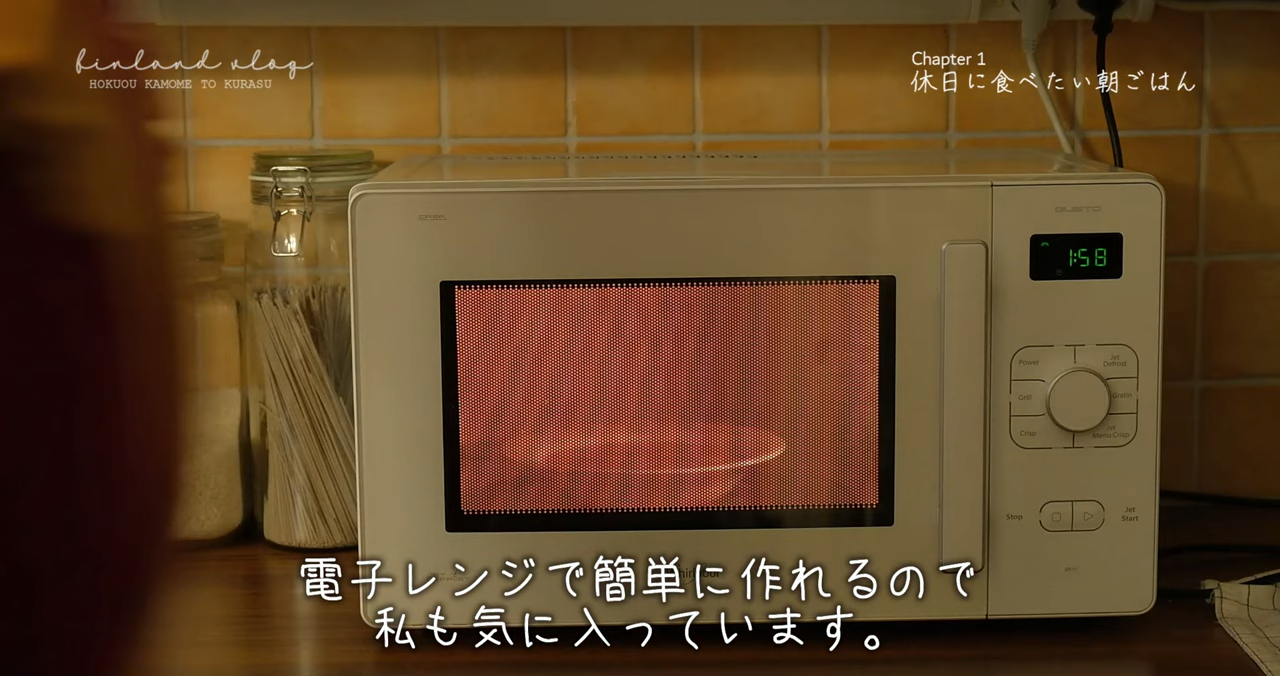 finland vlog
HOKUOU KAMOME TO KURASU
Chapter 1
休日に食べたい朝ごはん
GUSTO
1:58
Power
Jet
Defrost
Grill
Gratin
Crisp
Jet
Menu Crisp
Stop
Jet
Start
電子レンジで簡単に作れるので
私も気に入っています。